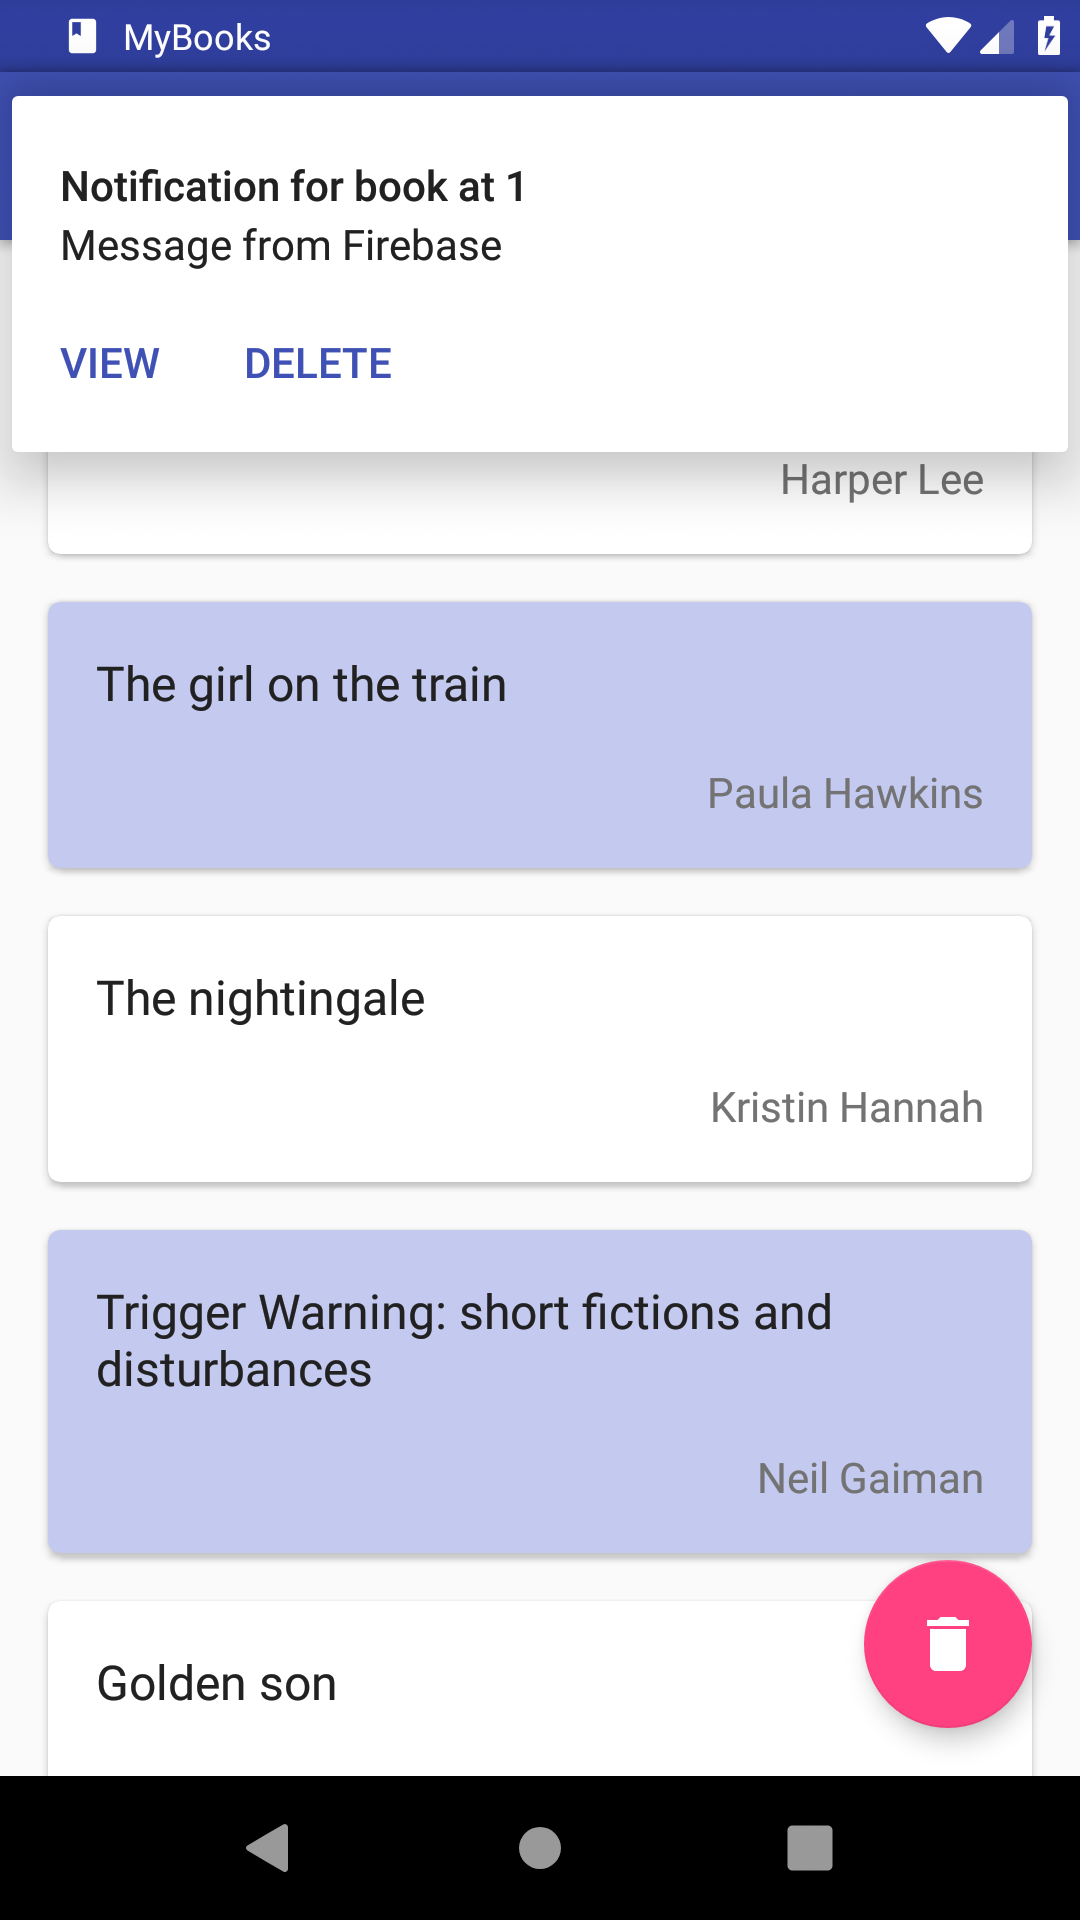 MyBooks
Notification for book at 1
Message from Firebase
VIEW DELETE
Harper Lee
The girl on the train
Paula Hawkins
The nightingale
Kristin Hannah
Trigger Warning: short fictions and
disturbances
Neil Gaiman
Golden son